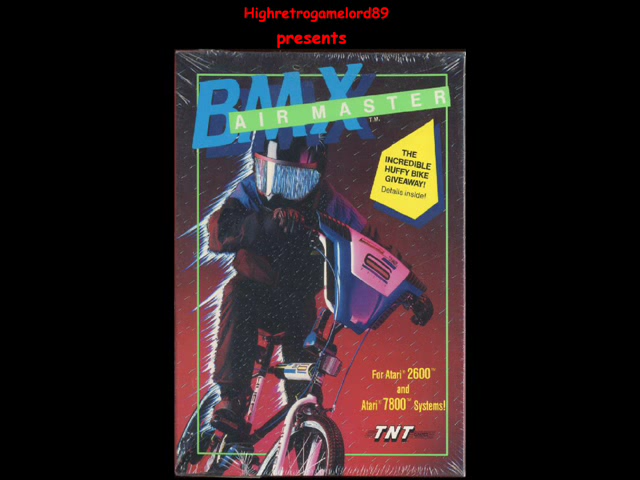 Highretrogamelord89
presents
BMX
AIR MASTER
T.M.
THE
INCREDIBLE
HUFFY BIKE
GIVEAWAY!
Details inside!
For Atari® 2600™
and
Atari® 7800™ Systems!
TNT